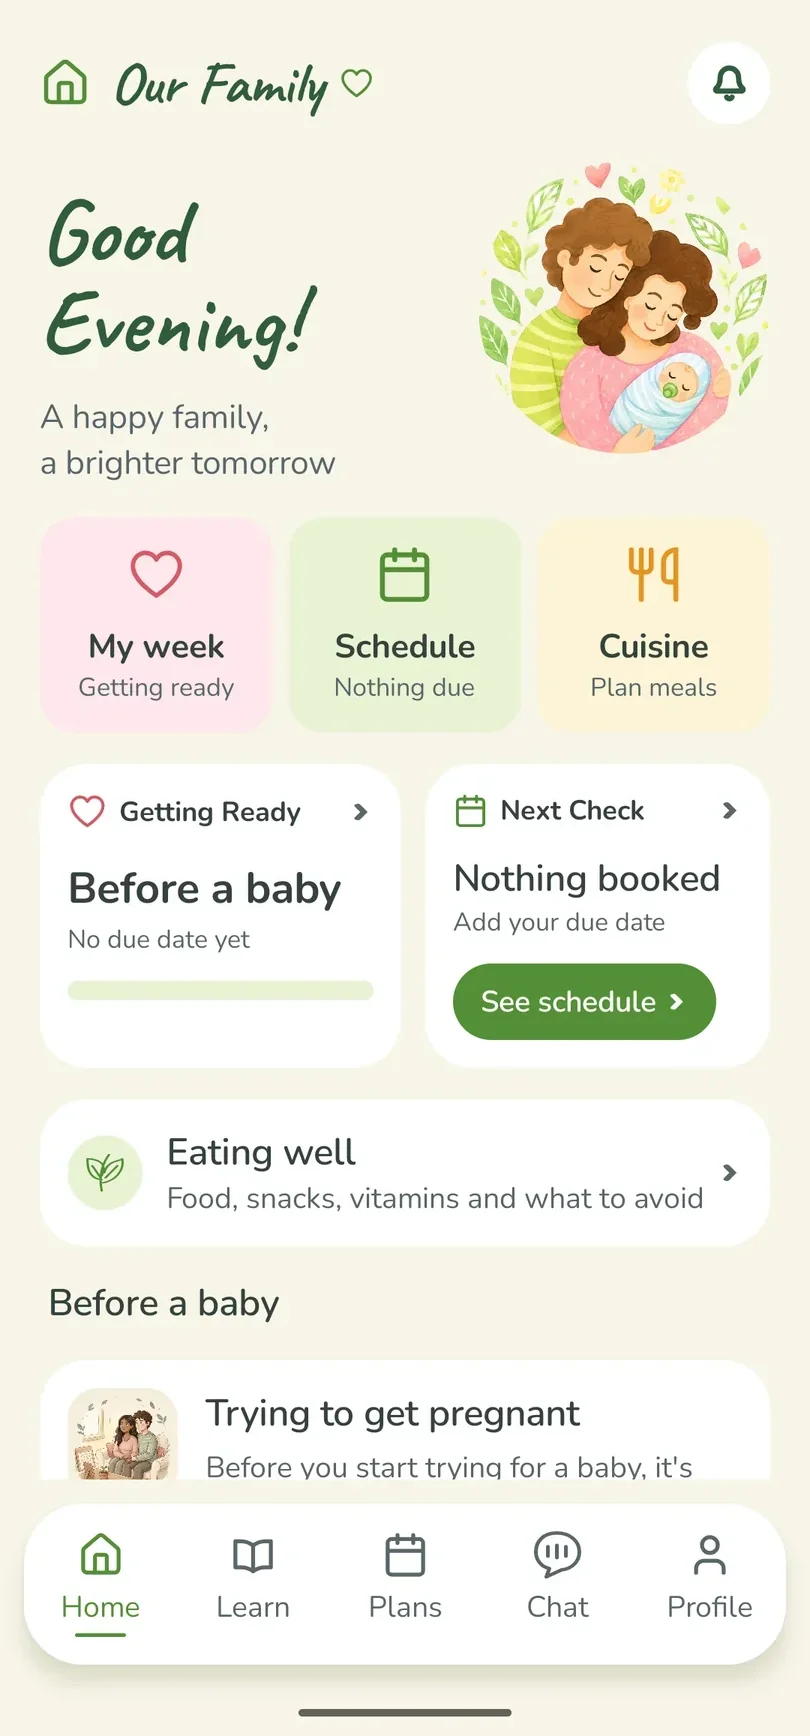 Our Family
Good
Evening!
A happy family,
a brighter tomorrow
My week
Getting ready
Schedule
Nothing due
Cuisine
Plan meals
Getting Ready
Before a baby
No due date yet
Next Check
Nothing booked
Add your due date
See schedule
Eating well
Food, snacks, vitamins and what to avoid
Before a baby
Trying to get pregnant
Before you start trying for a baby, it's
Home
Learn
Plans
Chat
Profile